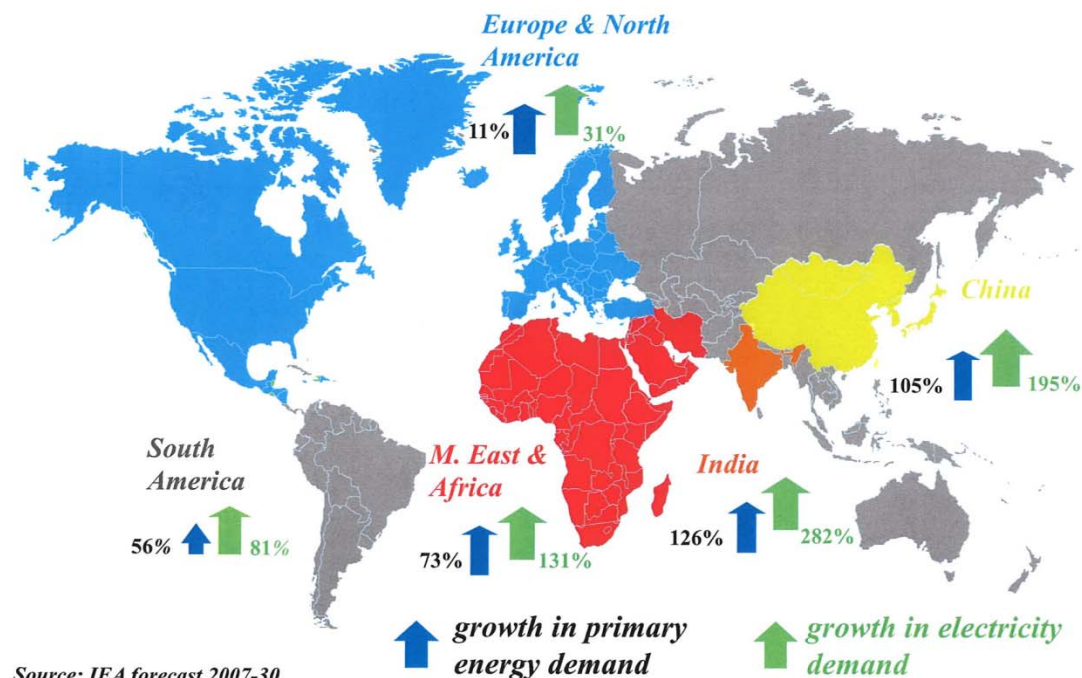 Europe & North
America
11%
31%
China
105%
195%
South
America
56%
81%
M. East &
Africa
73%
131%
India
126%
282%
growth in primary
energy demand
growth in electricity
demand
Source: IEA forecast 2007-30